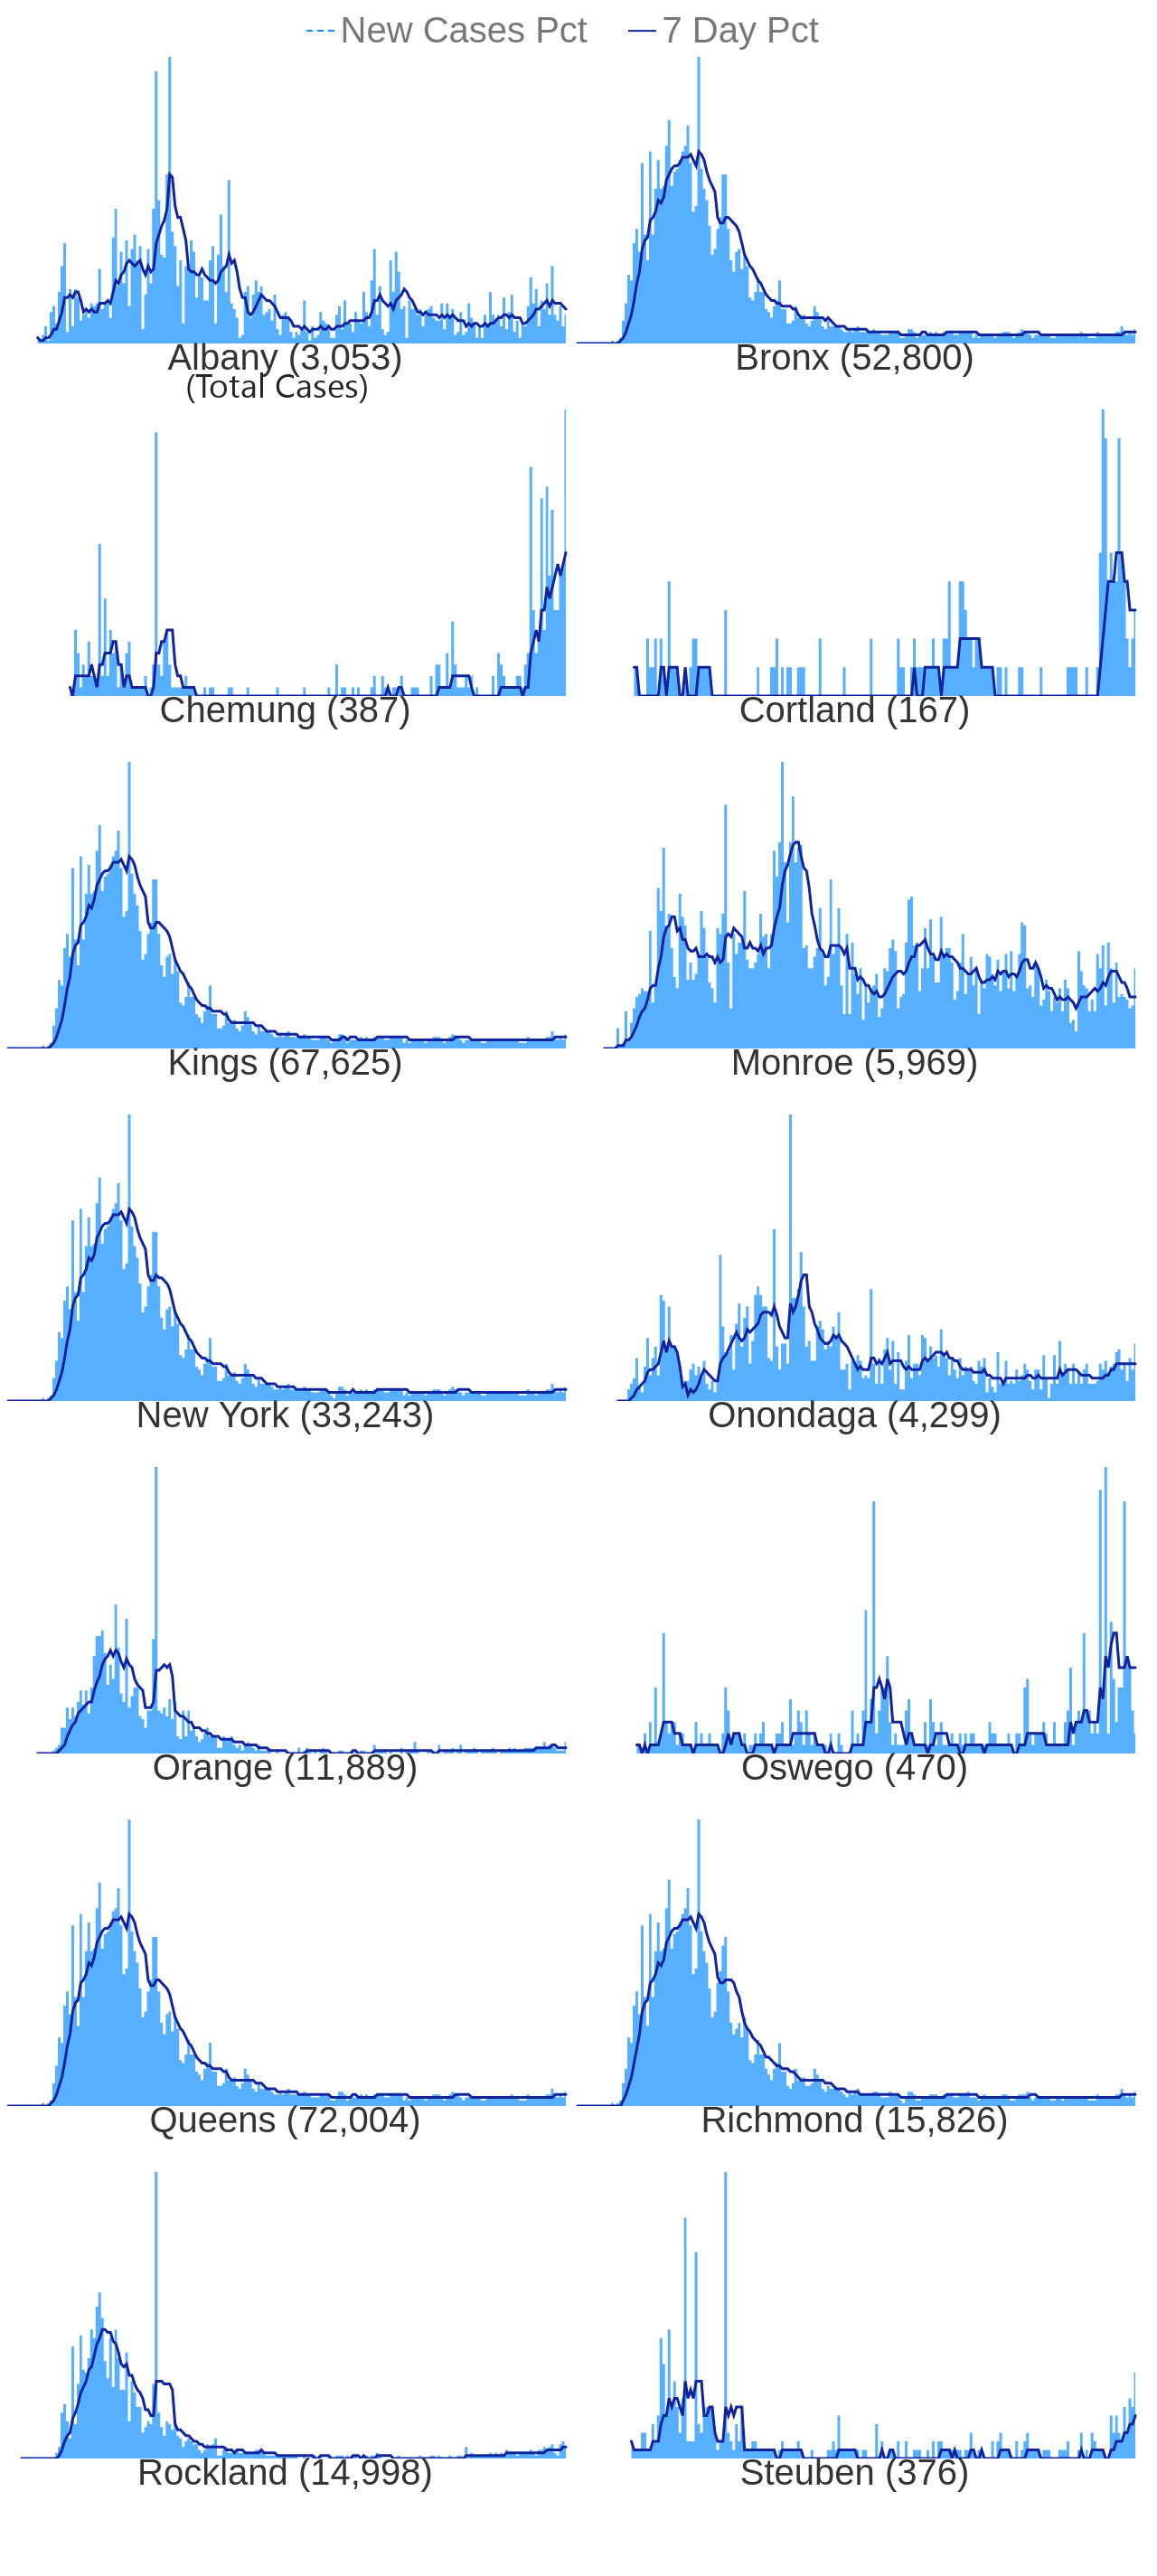 New Cases Pct 7 Day Pct
Albany (3,053) Bronx (52,800)
(Total Cases)
Chemung (387) Cortland (167)
Kings (67,625) Monroe (5,969)
New York (33,243) Onondaga (4,299)
Orange (11,889) Oswego (470)
Queens (72,004) Richmond (15,826)
Rockland (14,998) Steuben (376)